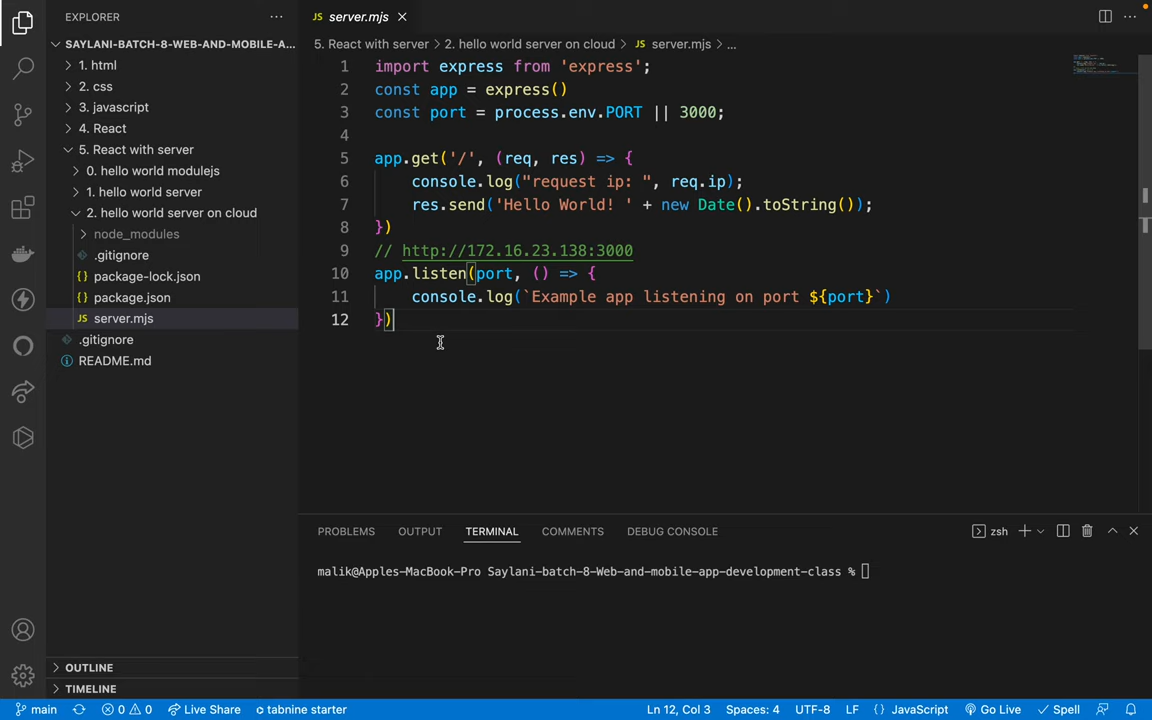 EXPLORER
SAYLANI-BATCH-8-WEB-AND-MOBILE-A...
1. html
2. css
3. javascript
4. React
5. React with server
0. hello world modulejs
1. hello world server
2. hello world server on cloud
node_modules
.gitignore
package-lock.json
package.json
JS server.mjs
.gitignore
README.md
OUTLINE
TIMELINE
JS server.mjs
5. React with server > 2. hello world server on cloud > JS server.mjs > ...
1 import express from 'express';
2 const app = express()
3 const port = process.env.PORT || 3000;
4
5 app.get('/', (req, res) => {
6 console.log("request ip: ", req.ip);
7 res.send('Hello World! ' + new Date().toString());
8 })
9 // http://172.16.23.138:3000
10 app.listen(port, () => {
11 console.log(`Example app listening on port ${port}`)
12 })
PROBLEMS OUTPUT TERMINAL COMMENTS DEBUG CONSOLE zsh
malik@Apples-MacBook-Pro Saylani-batch-8-Web-and-mobile-app-development-class %
main 0 0 Live Share tabnine starter Ln 12, Col 3 Spaces: 4 UTF-8 LF {} JavaScript Go Live Spell